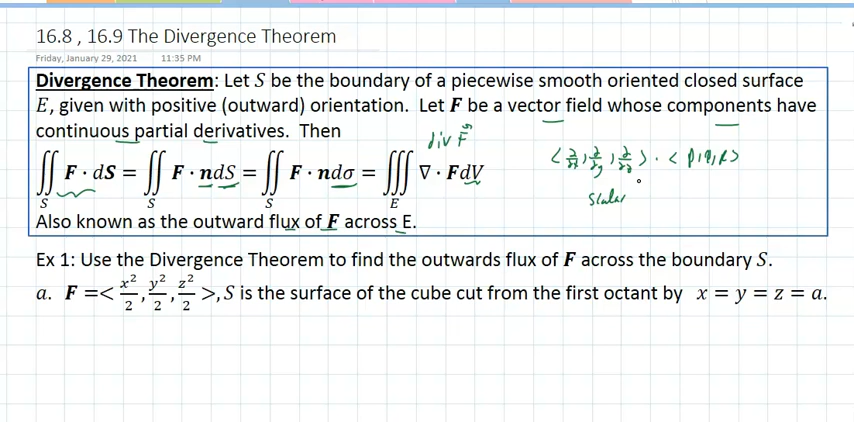 16.8 , 16.9 The Divergence Theorem
Friday, January 29, 2021 11:35 PM
Divergence Theorem: Let S be the boundary of a piecewise smooth oriented closed surface
E, given with positive (outward) orientation. Let F be a vector field whose components have
continuous partial derivatives. Then
div F⃗
∬_S F · dS = ∬_S F · ndS = ∬_S F · ndσ = ∭_E ∇ · FdV
< ∂/∂x, ∂/∂y, ∂/∂z > · < P, Q, R >
scalar
Also known as the outward flux of F across E.
Ex 1: Use the Divergence Theorem to find the outwards flux of F across the boundary S.
a. F =< x²/2, y²/2, z²/2 >, S is the surface of the cube cut from the first octant by x = y = z = a.